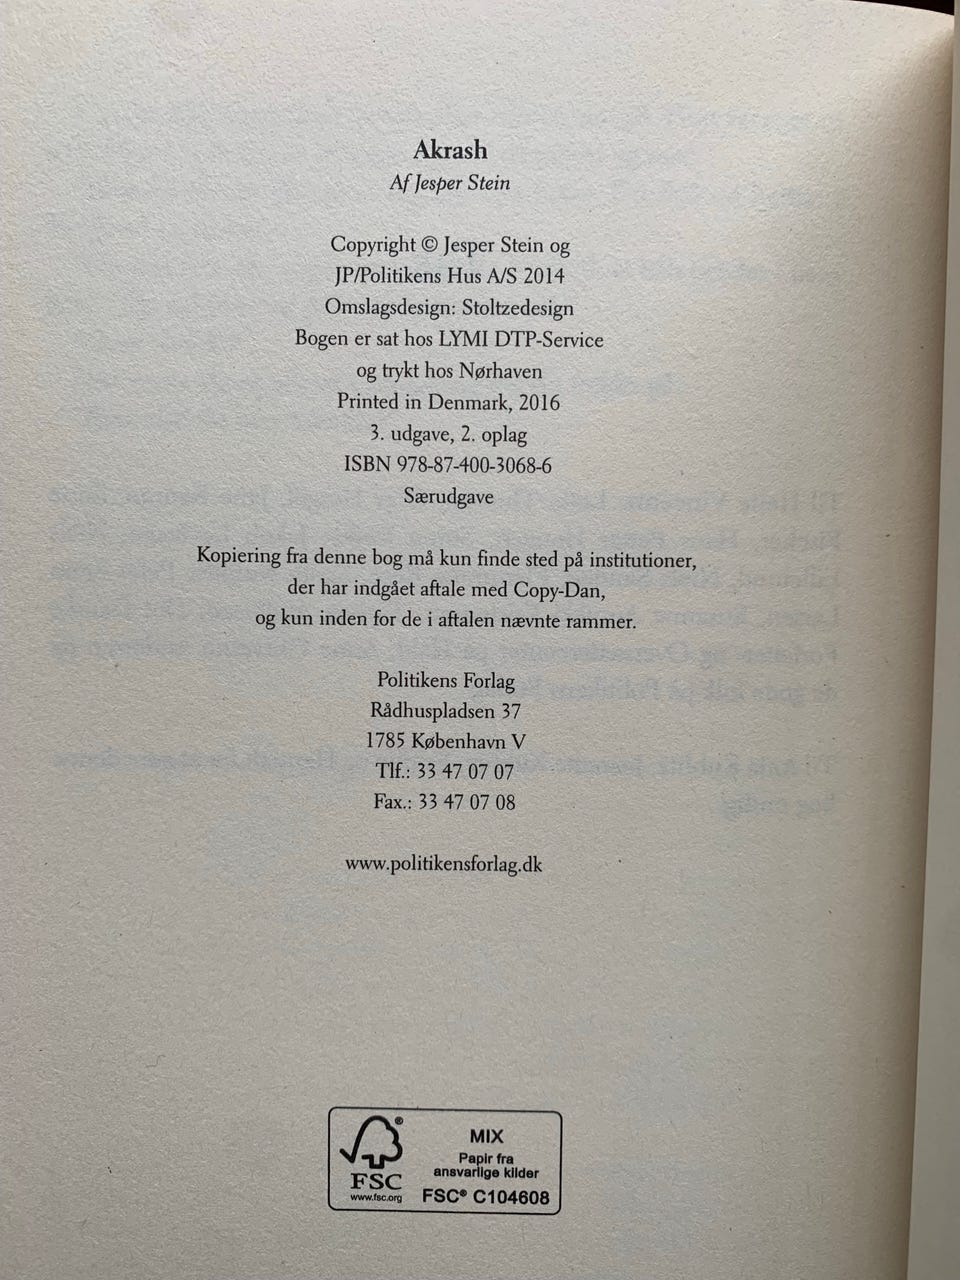 Akrash
Af Jesper Stein
Copyright © Jesper Stein og
JP/Politikens Hus A/S 2014
Omslagsdesign: Stoltzedesign
Bogen er sat hos LYMI DTP-Service
og trykt hos Nørhaven
Printed in Denmark, 2016
3. udgave, 2. oplag
ISBN 978-87-400-3068-6
Særudgave
Kopiering fra denne bog må kun finde sted på institutioner,
der har indgået aftale med Copy-Dan,
og kun inden for de i aftalen nævnte rammer.
Politikens Forlag
Rådhuspladsen 37
1785 København V
Tlf.: 33 47 07 07
Fax.: 33 47 07 08
www.politikensforlag.dk
®
FSC
www.fsc.org
MIX
Papir fra
ansvarlige kilder
FSC® C104608